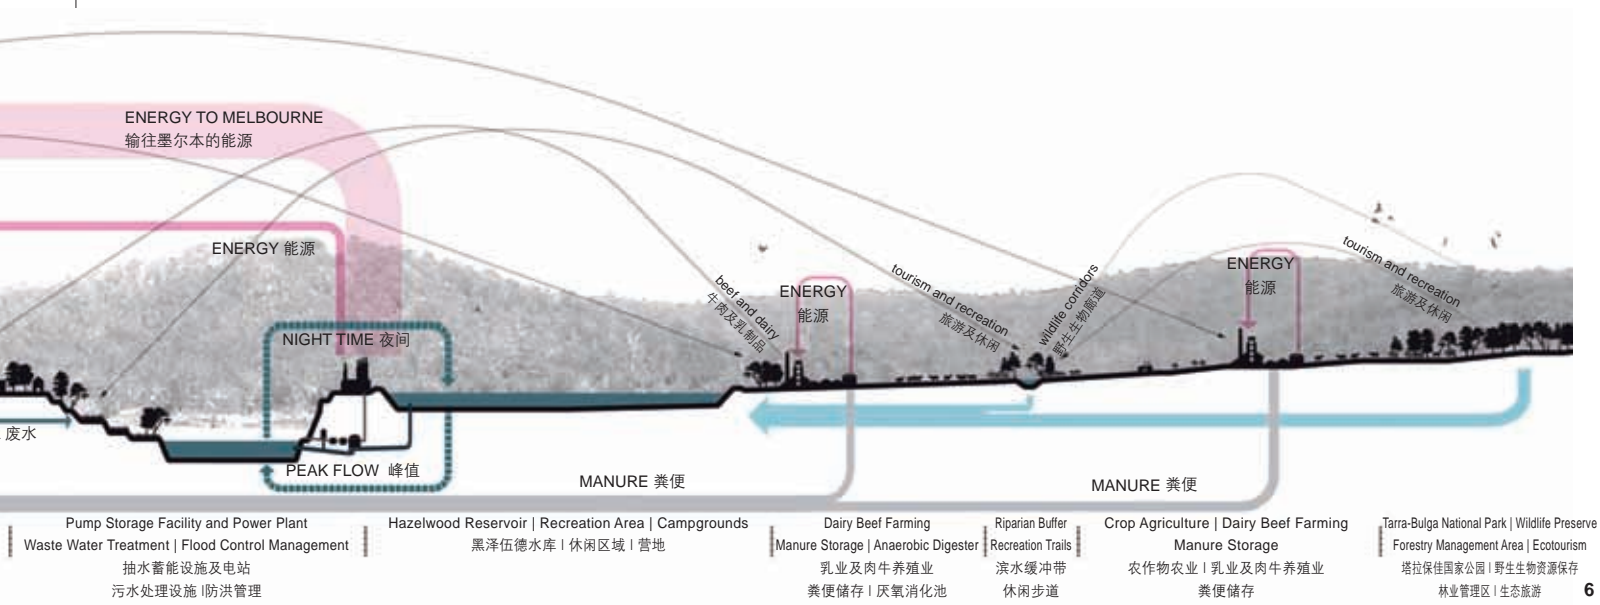 ENERGY TO MELBOURNE
输往墨尔本的能源
ENERGY 能源
NIGHT TIME 夜间
废水
PEAK FLOW 峰值
beef and dairy
牛肉及乳制品
ENERGY
能源
tourism and recreation
旅游及休闲
wildlife corridors
野生生物廊道
ENERGY
能源
tourism and recreation
旅游及休闲
MANURE 粪便
MANURE 粪便
Pump Storage Facility and Power Plant
Waste Water Treatment | Flood Control Management
抽水蓄能设施及电站
污水处理设施 |防洪管理
Hazelwood Reservoir | Recreation Area | Campgrounds
黑泽伍德水库 | 休闲区域 | 营地
Dairy Beef Farming
Manure Storage | Anaerobic Digester
乳业及肉牛养殖业
粪便储存 | 厌氧消化池
Riparian Buffer
Recreation Trails
滨水缓冲带
休闲步道
Crop Agriculture | Dairy Beef Farming
Manure Storage
农作物农业 | 乳业及肉牛养殖业
粪便储存
Tarra-Bulga National Park | Wildlife Preserve
Forestry Management Area | Ecotourism
塔拉保佳国家公园 | 野生生物资源保存
林业管理区 | 生态旅游
6